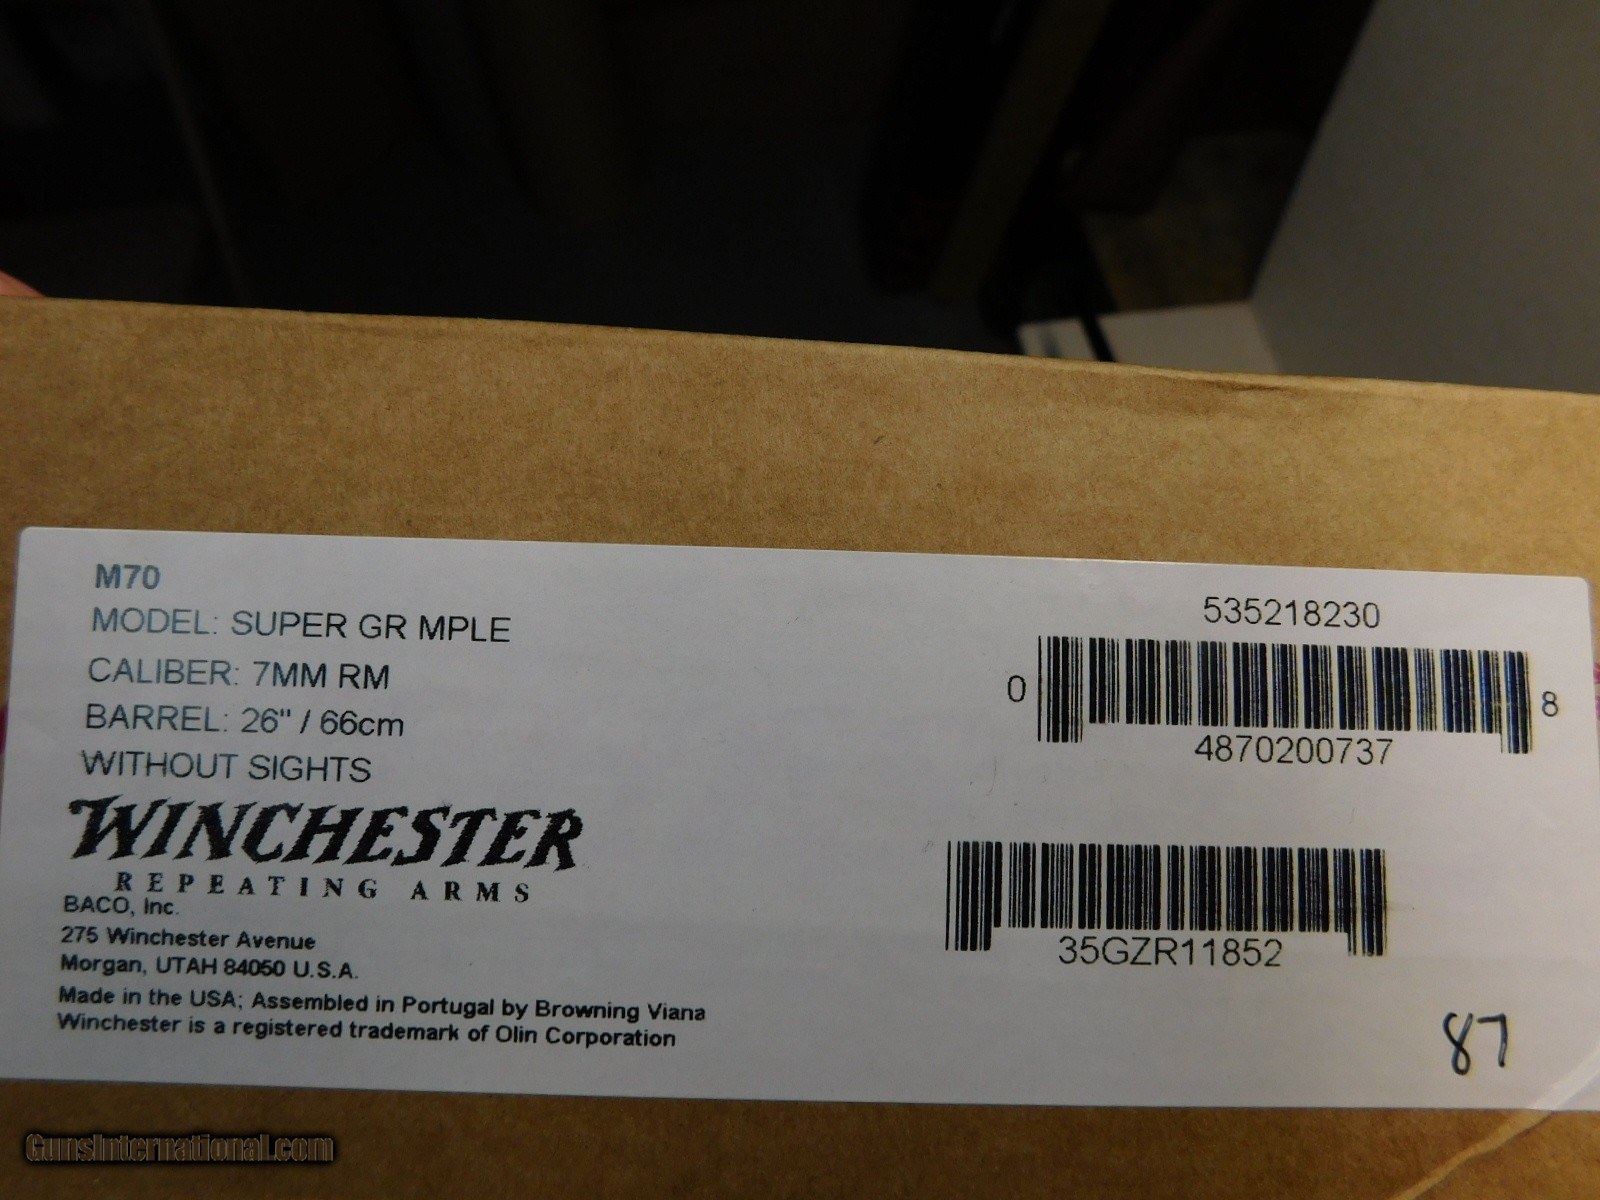 M70
MODEL: SUPER GR MPLE
CALIBER: 7MM RM
BARREL: 26" / 66cm
WITHOUT SIGHTS
WINCHESTER
REPEATING ARMS
BACO, Inc.
275 Winchester Avenue
Morgan, UTAH 84050 U.S.A.
Made in the USA; Assembled in Portugal by Browning Viana
Winchester is a registered trademark of Olin Corporation
535218230
0 8
4870200737
35GZR11852
87
GunsInternational.com